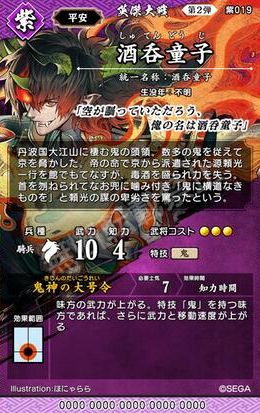 紫
平安
英傑大戦
第2弾
紫019
しゅてんどうじ
酒呑童子
統一名称：酒呑童子
生没年 不明
「空が翳っていただろう、
俺の名は酒呑童子」
丹波国大江山に棲む鬼の頭領。数多の鬼を従えて
京を脅かした。帝の命で京から派遣された源頼光
一行を館でもてなすが、毒酒を盛られ力を失う。
首を刎ねられてなお兜に噛み付き「鬼に横道なき
ものを」と頼光の謀の卑劣さを罵ったという。
兵種 武力 知力 武将コスト
騎兵 10 4 特技 鬼
きじんのだいごうれい
鬼神の大号令
必要士気 7
効果時間 知力時間
効果範囲
味方の武力が上がる。特技「鬼」を持つ味
方であれば、さらに武力と移動速度が上が
る
Illustration:ほにゃらら
©SEGA
0000-0000-0000-0000-0000